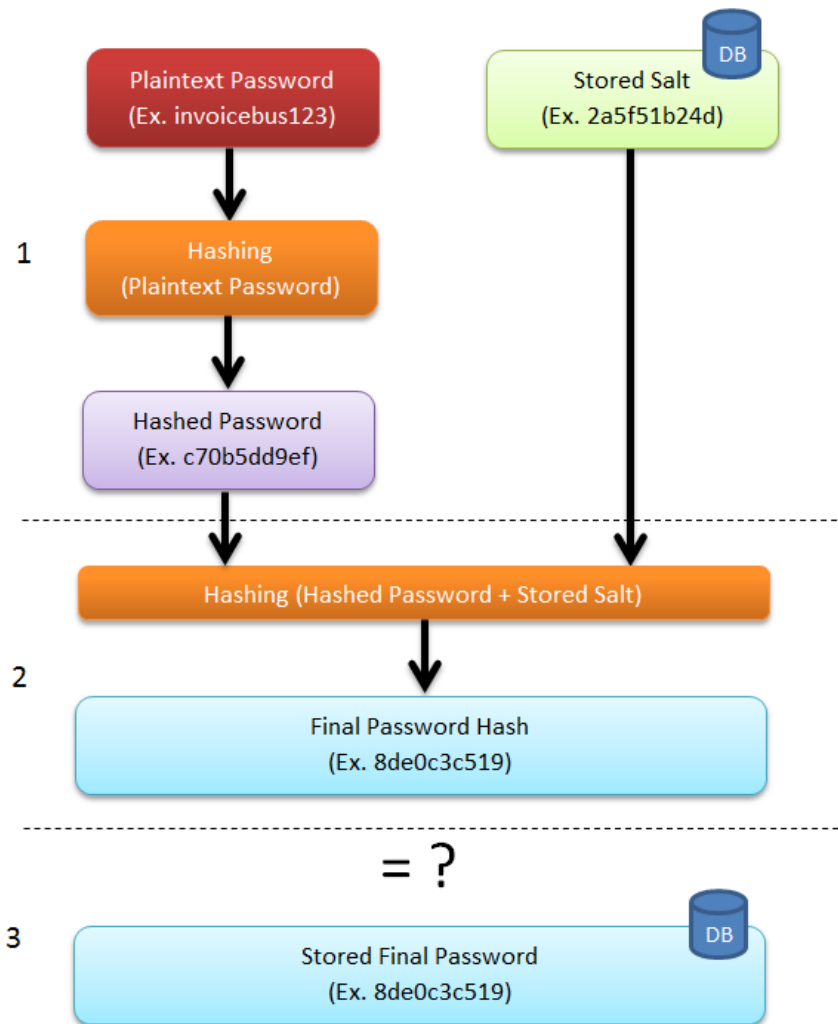 Plaintext Password
(Ex. invoicebus123)
DB
Stored Salt
(Ex. 2a5f51b24d)
1
Hashing
(Plaintext Password)
Hashed Password
(Ex. c70b5dd9ef)
Hashing (Hashed Password + Stored Salt)
2
Final Password Hash
(Ex. 8de0c3c519)
= ?
3
DB
Stored Final Password
(Ex. 8de0c3c519)